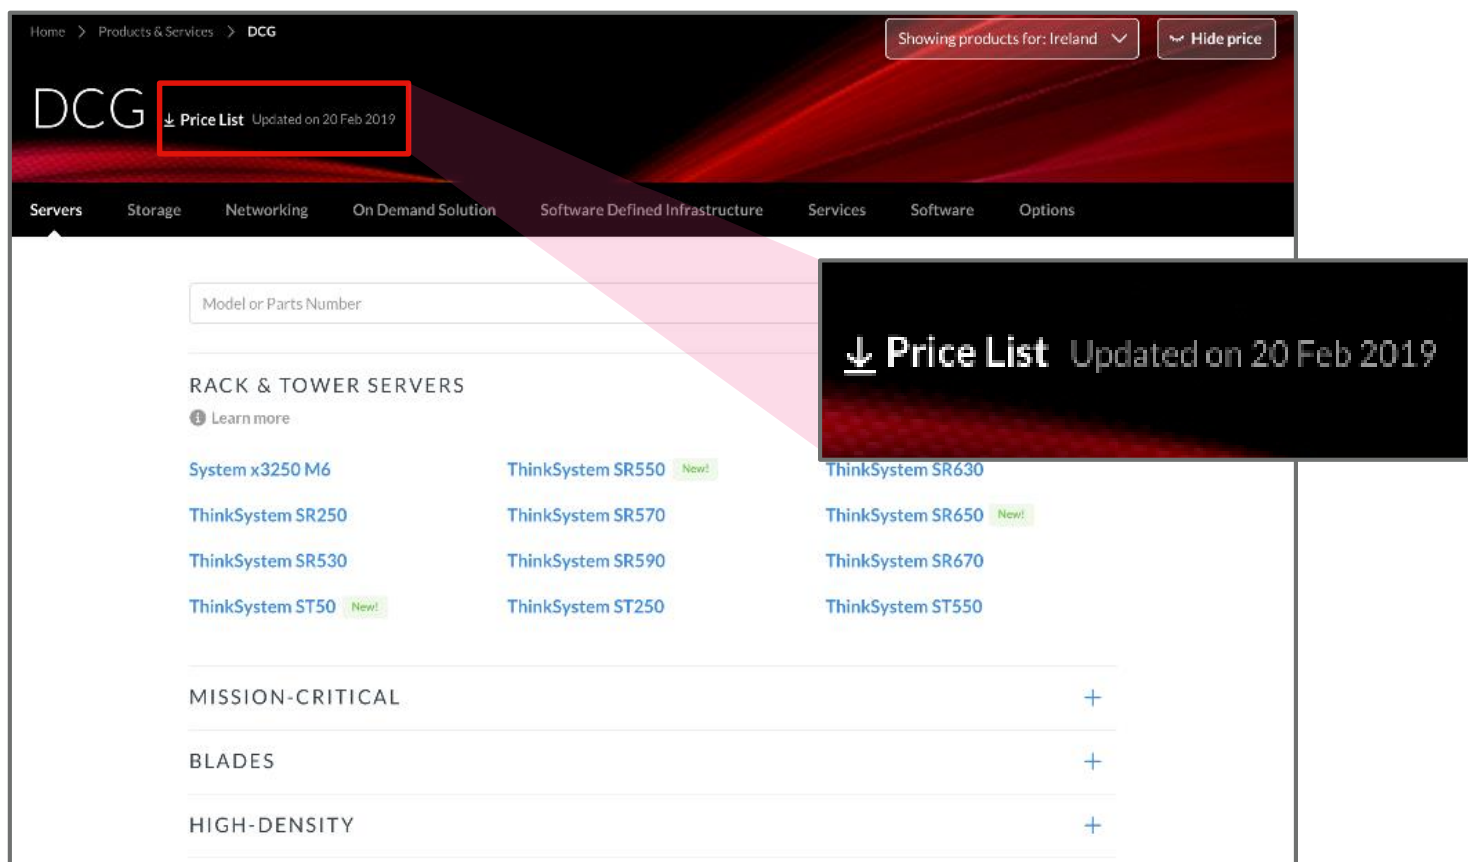 Home > Products & Services > DCG
Showing products for: Ireland
Hide price
DCG
Price List Updated on 20 Feb 2019
Servers Storage Networking On Demand Solution Software Defined Infrastructure Services Software Options
Model or Parts Number
Price List Updated on 20 Feb 2019
RACK & TOWER SERVERS
Learn more
System x3250 M6 ThinkSystem SR550 New! ThinkSystem SR630
ThinkSystem SR250 ThinkSystem SR570 ThinkSystem SR650 New!
ThinkSystem SR530 ThinkSystem SR590 ThinkSystem SR670
ThinkSystem ST50 New! ThinkSystem ST250 ThinkSystem ST550
MISSION-CRITICAL +
BLADES +
HIGH-DENSITY +